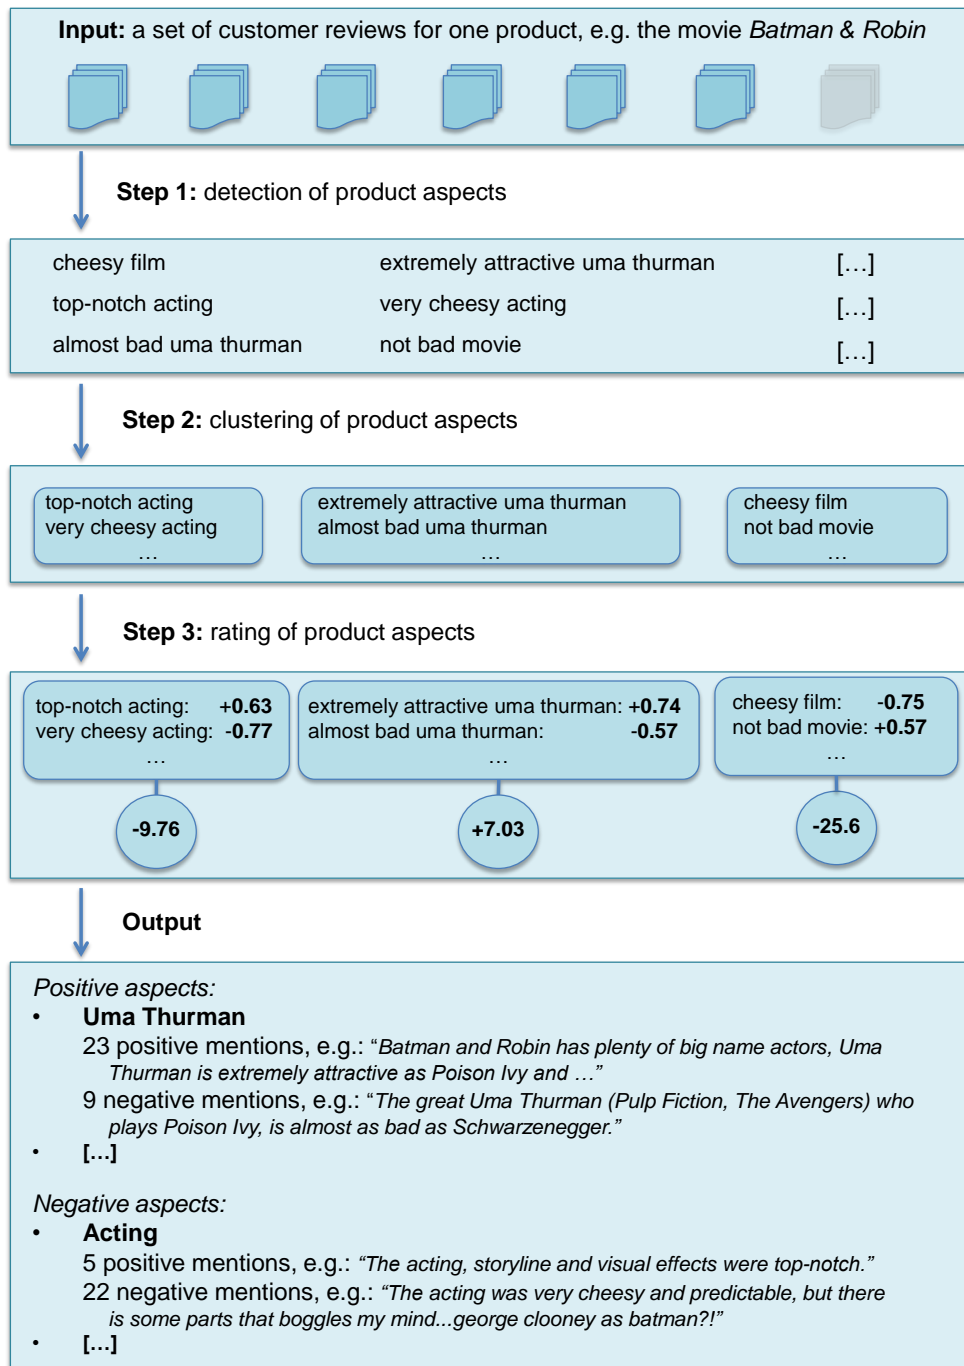 Input: a set of customer reviews for one product, e.g. the movie Batman & Robin
Step 1: detection of product aspects
cheesy film extremely attractive uma thurman […]
top-notch acting very cheesy acting […]
almost bad uma thurman not bad movie […]
Step 2: clustering of product aspects
top-notch acting
very cheesy acting
…
extremely attractive uma thurman
almost bad uma thurman
…
cheesy film
not bad movie
…
Step 3: rating of product aspects
top-notch acting: +0.63
very cheesy acting: -0.77
…
-9.76
extremely attractive uma thurman: +0.74
almost bad uma thurman: -0.57
…
+7.03
cheesy film: -0.75
not bad movie: +0.57
…
-25.6
Output
Positive aspects:
• Uma Thurman
23 positive mentions, e.g.: “Batman and Robin has plenty of big name actors, Uma
Thurman is extremely attractive as Poison Ivy and …”
9 negative mentions, e.g.: “The great Uma Thurman (Pulp Fiction, The Avengers) who
plays Poison Ivy, is almost as bad as Schwarzenegger.”
• […]
Negative aspects:
• Acting
5 positive mentions, e.g.: “The acting, storyline and visual effects were top-notch.”
22 negative mentions, e.g.: “The acting was very cheesy and predictable, but there
is some parts that boggles my mind...george clooney as batman?!”
• […]